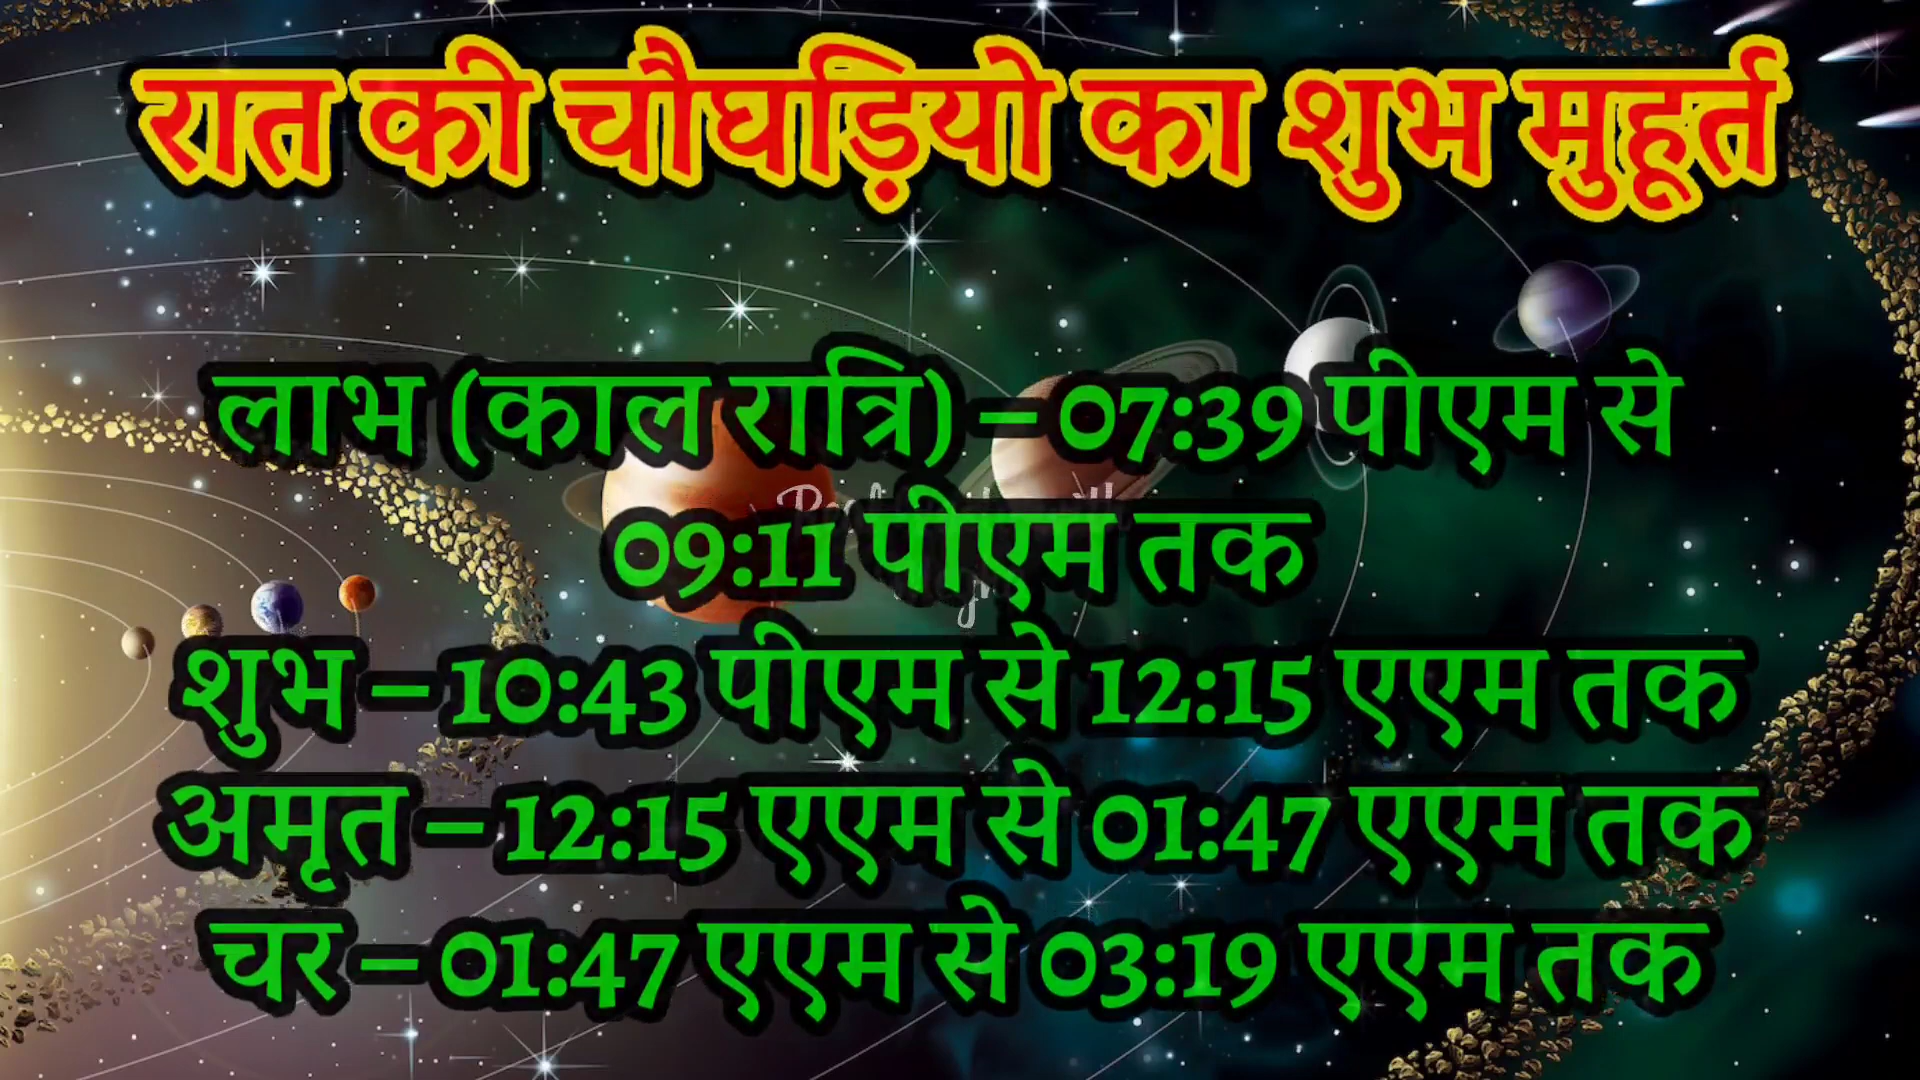 रात की चौघड़ियो का शुभ मुहूर्त
लाभ (काल रात्रि) – 07:39 पीएम से
09:11 पीएम तक
शुभ – 10:43 पीएम से 12:15 एएम तक
अमृत – 12:15 एएम से 01:47 एएम तक
चर – 01:47 एएम से 03:19 एएम तक